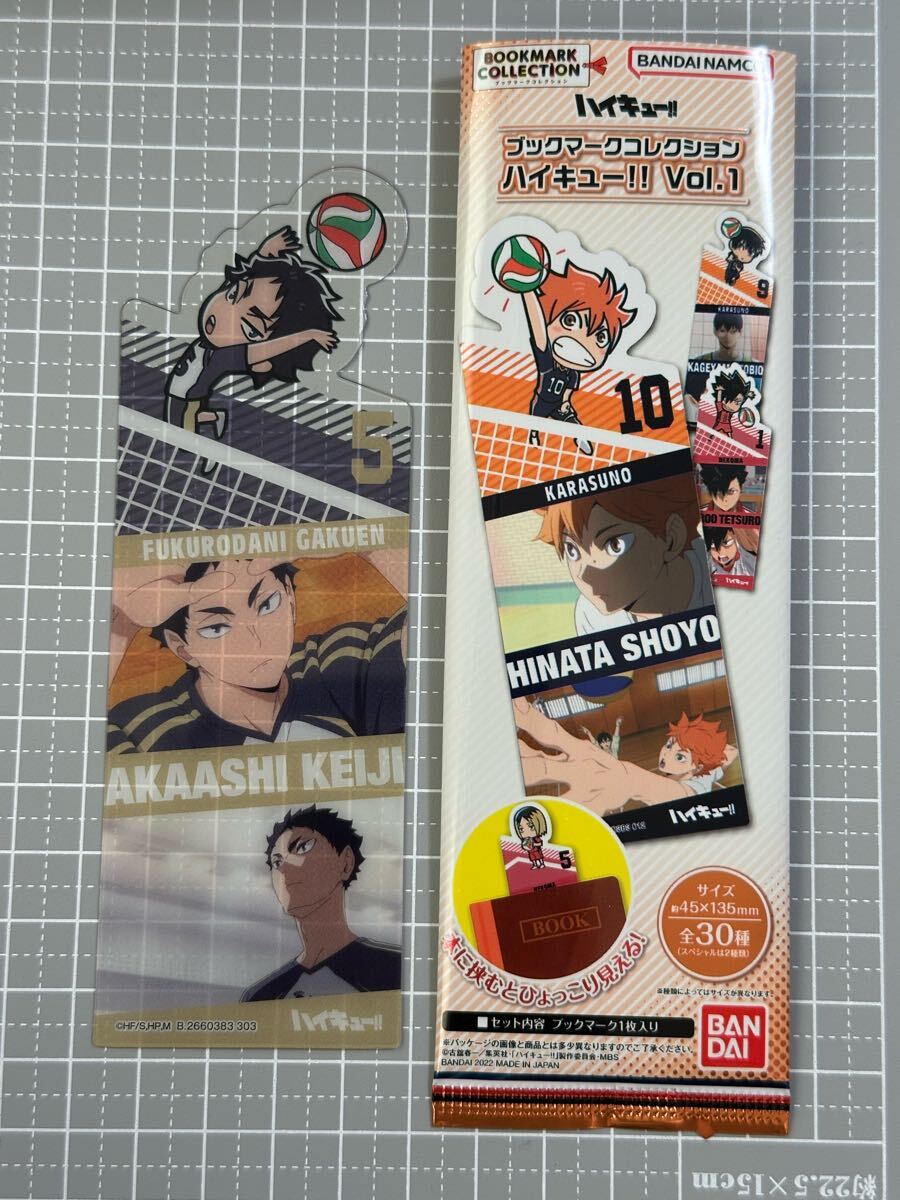 5
FUKURODANI GAKUEN
AKAASHI KEIJI
©HF/S,HP,M B.2660383 303
ハイキュー!!
BOOKMARK
COLLECTION
ブックマークコレクション
BANDAI NAMCO
ハイキュー!!
ブックマークコレクション
ハイキュー!! Vol.1
10
10
KARASUNO
HINATA SHOYO
ハイキュー!!
9
KARASUNO
1
NEKOMA
OO TETSURO
ハイキュー!!
5
BOOK
本に挟むとひょっこり見える!
サイズ
約45×135mm
全30種
(スペシャルは2種類)
※種類によってはサイズが異なります。
■セット内容 ブックマーク1枚入り
※パッケージの画像と商品とは多少異なりますのでご了承ください。
©古舘春一/集英社・「ハイキュー!!」製作委員会・MBS
BANDAI 2022 MADE IN JAPAN
BAN
DAI
約22.5×15cm